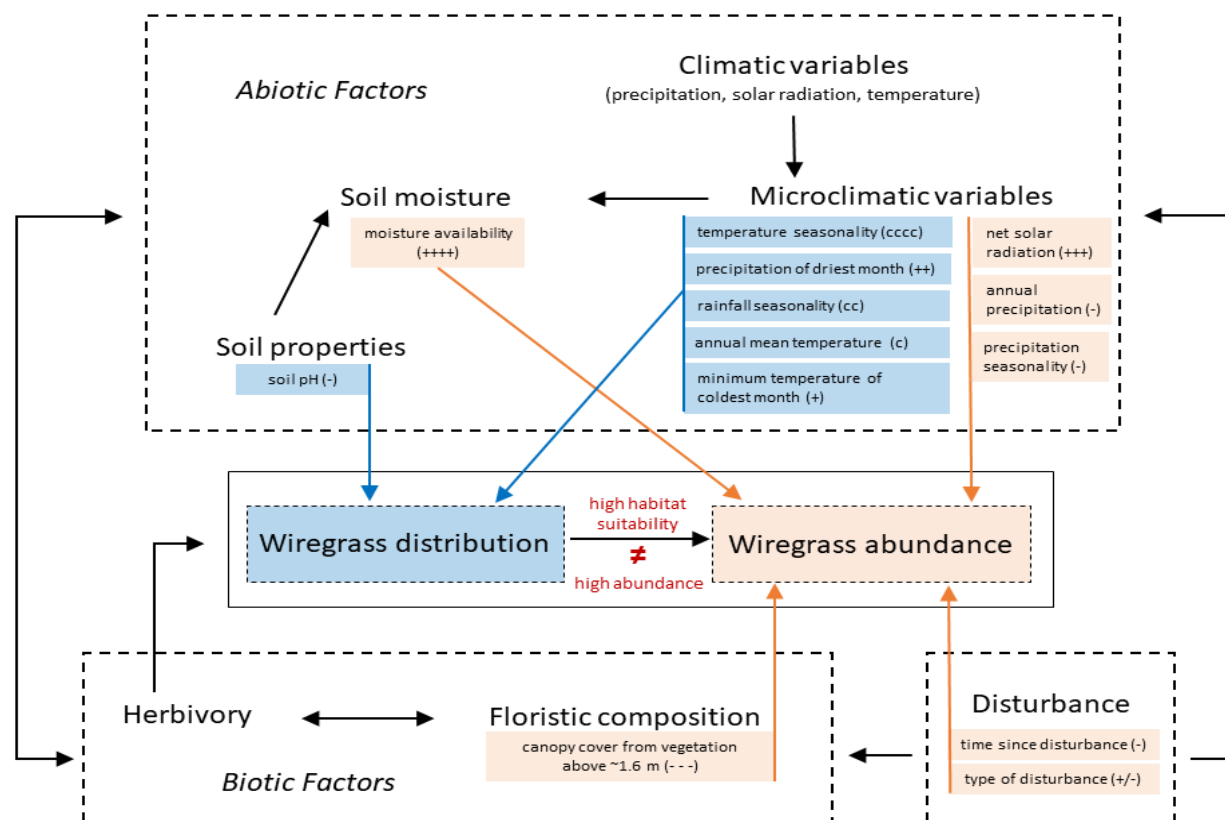 Abiotic Factors
Climatic variables
(precipitation, solar radiation, temperature)
Soil moisture
moisture availability
(++++)
Microclimatic variables
temperature seasonality (cccc)
precipitation of driest month (++)
rainfall seasonality (cc)
annual mean temperature (c)
minimum temperature of
coldest month (+)
net solar
radiation (+++)
annual
precipitation (-)
precipitation
seasonality (-)
Soil properties
soil pH (-)
Wiregrass distribution
high habitat
suitability
≠
high abundance
Wiregrass abundance
Herbivory
Floristic composition
canopy cover from vegetation
above ~1.6 m (- - -)
Biotic Factors
Disturbance
time since disturbance (-)
type of disturbance (+/-)